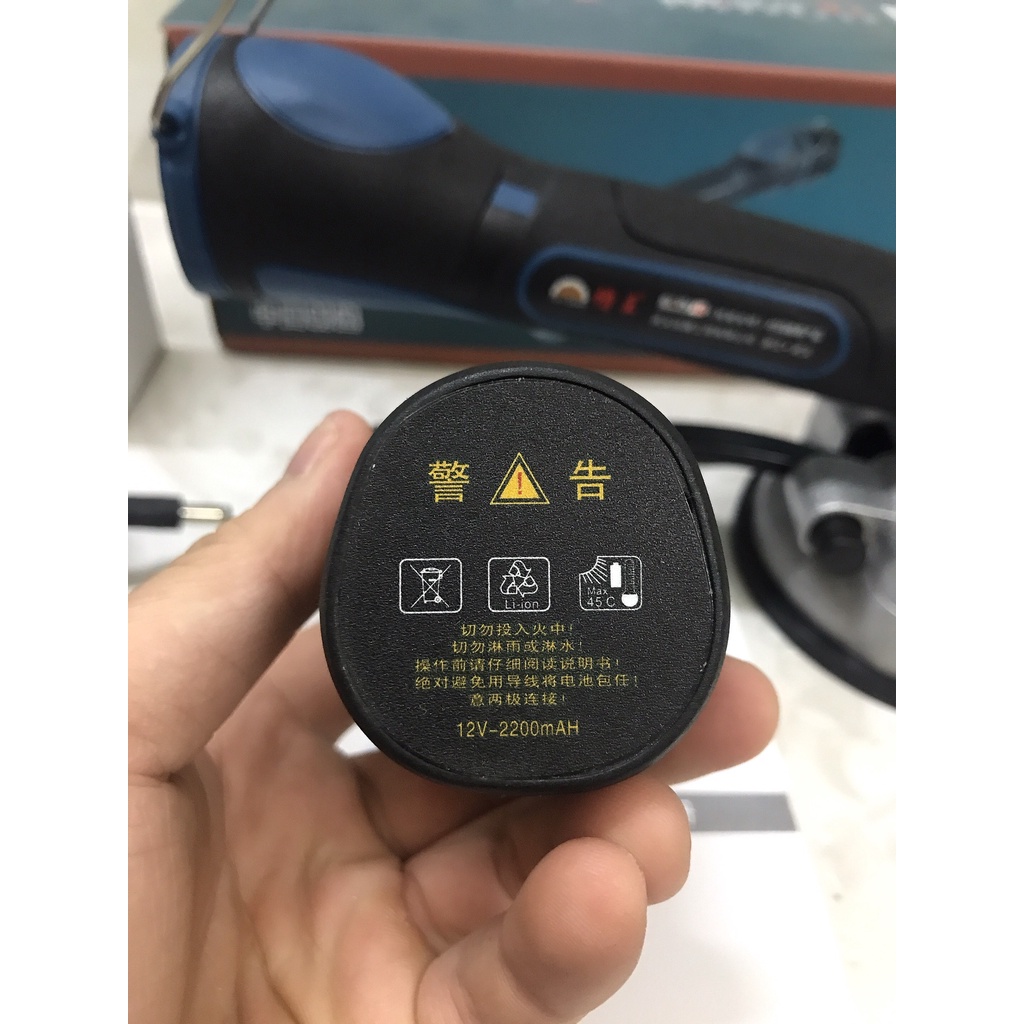 警 告
Li-ion
Max
45 C
切勿投入火中!
切勿淋雨或淋水!
操作前请仔细阅读说明书!
绝对避免用导线将电池包任!
意两极连接!
12V-2200mAH